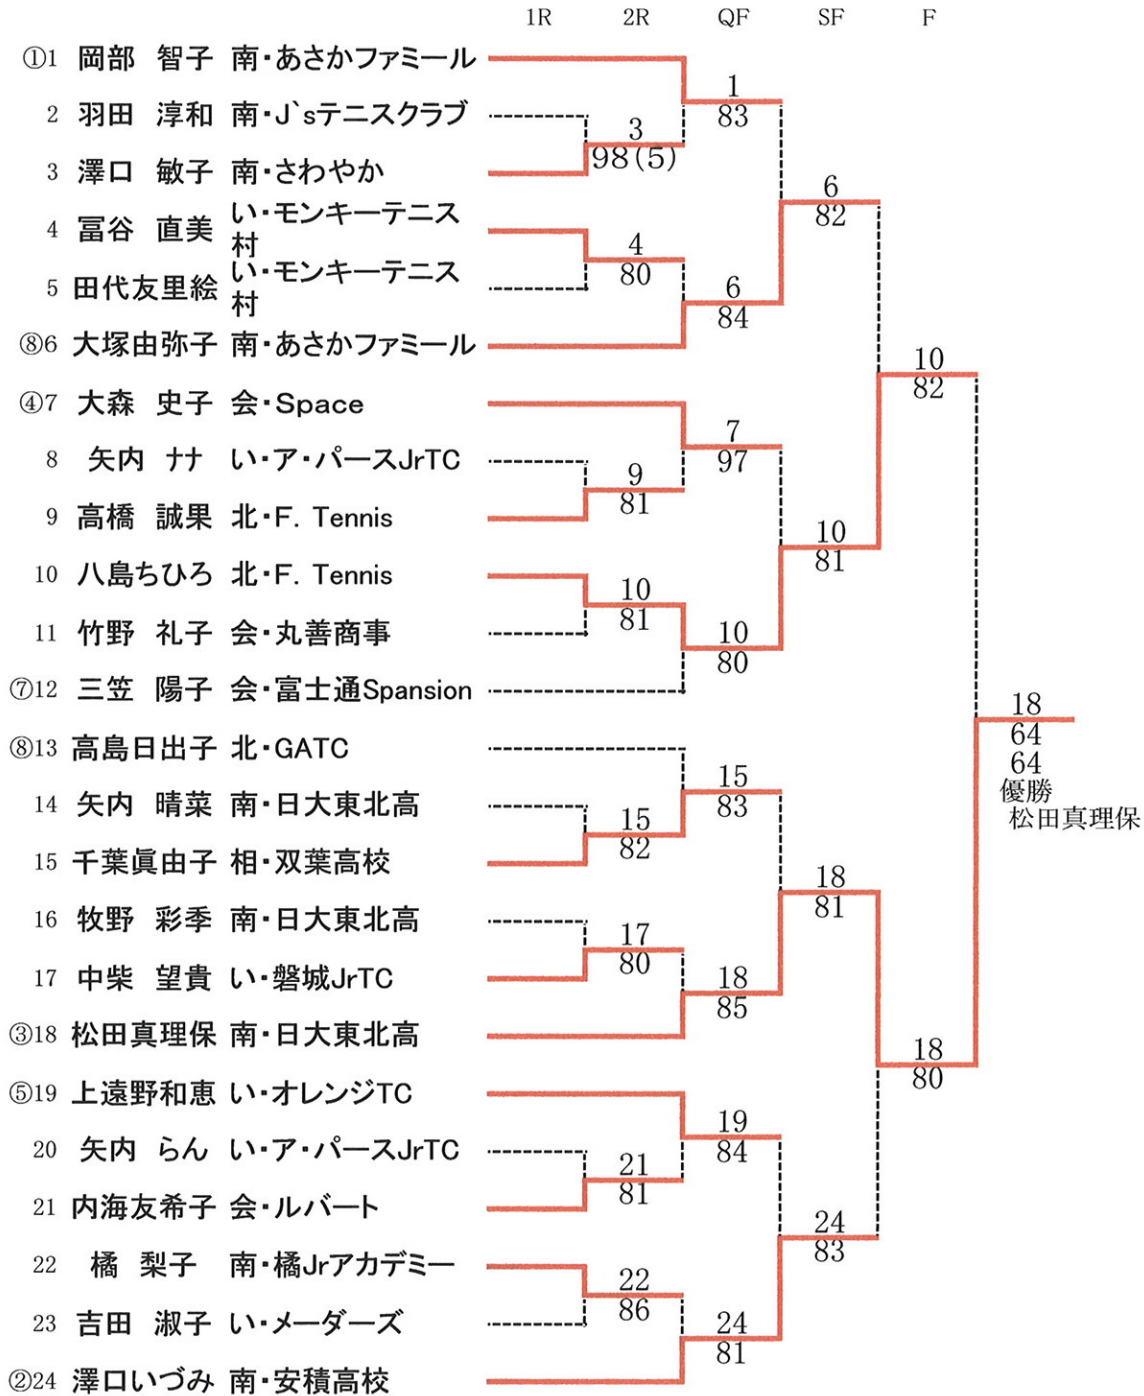 1R 2R QF SF F
①1 岡部 智子 南・あさかファミール
1
83
2 羽田 淳和 南・J`sテニスクラブ
3
98(5)
3 澤口 敏子 南・さわやか
6
82
4 冨谷 直美 い・モンキーテニス
村
4
80
5 田代友里絵 い・モンキーテニス
村
6
84
⑧6 大塚由弥子 南・あさかファミール
10
82
④7 大森 史子 会・Space
7
97
8 矢内 ナナ い・ア・パースJrTC
9
81
9 高橋 誠果 北・F. Tennis
10
81
10 八島ちひろ 北・F. Tennis
10
81
11 竹野 礼子 会・丸善商事
10
80
⑦12 三笠 陽子 会・富士通Spansion
18
64
64
優勝
松田真理保
⑧13 高島日出子 北・GATC
15
83
14 矢内 晴菜 南・日大東北高
15
82
15 千葉眞由子 相・双葉高校
18
81
16 牧野 彩季 南・日大東北高
17
80
17 中柴 望貴 い・磐城JrTC
18
85
③18 松田真理保 南・日大東北高
18
80
⑤19 上遠野和恵 い・オレンジTC
19
84
20 矢内 らん い・ア・パースJrTC
21
81
21 内海友希子 会・ルバート
24
83
22 橘 梨子 南・橘Jrアカデミー
22
86
23 吉田 淑子 い・メーダーズ
24
81
②24 澤口いづみ 南・安積高校